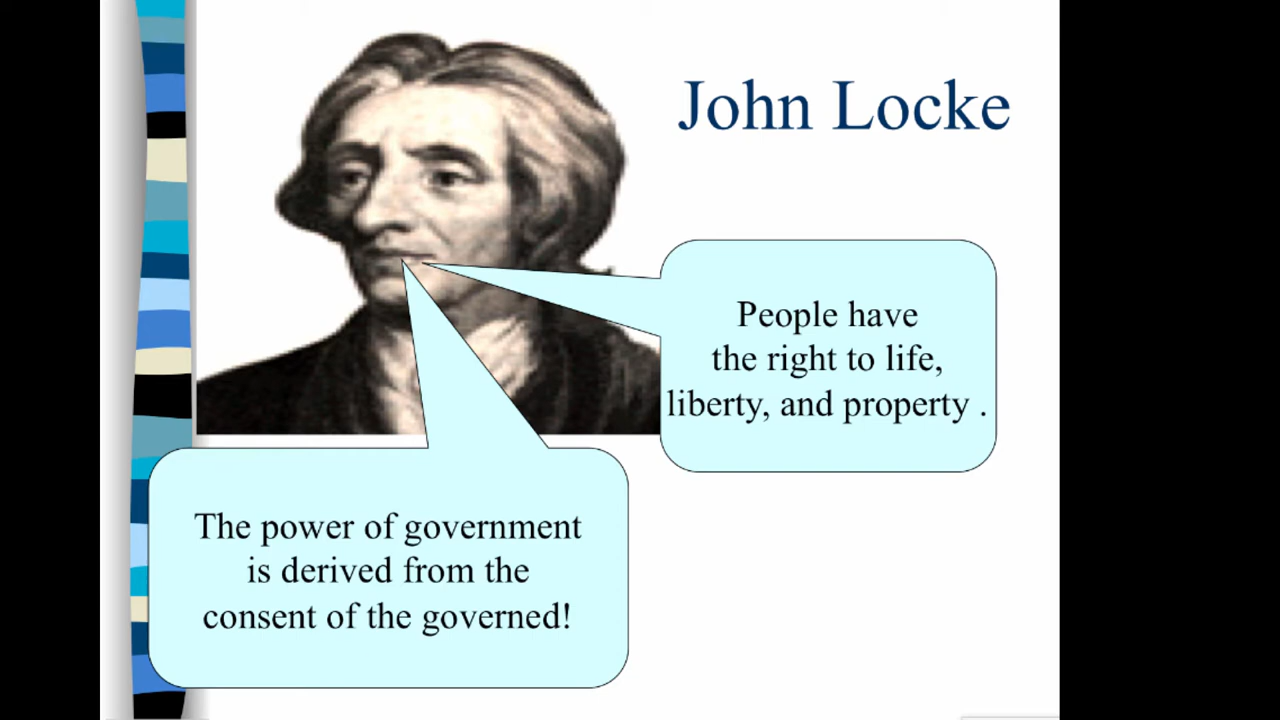 John Locke
People have
the right to life,
liberty, and property .
The power of government
is derived from the
consent of the governed!